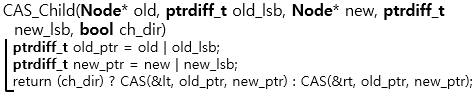 CAS_Child(Node* old, ptrdiff_t old_lsb, Node* new, ptrdiff_t
new_lsb, bool ch_dir)
ptrdiff_t old_ptr = old | old_lsb;
ptrdiff_t new_ptr = new | new_lsb;
return (ch_dir) ? CAS(&lt, old_ptr, new_ptr) : CAS(&rt, old_ptr, new_ptr);